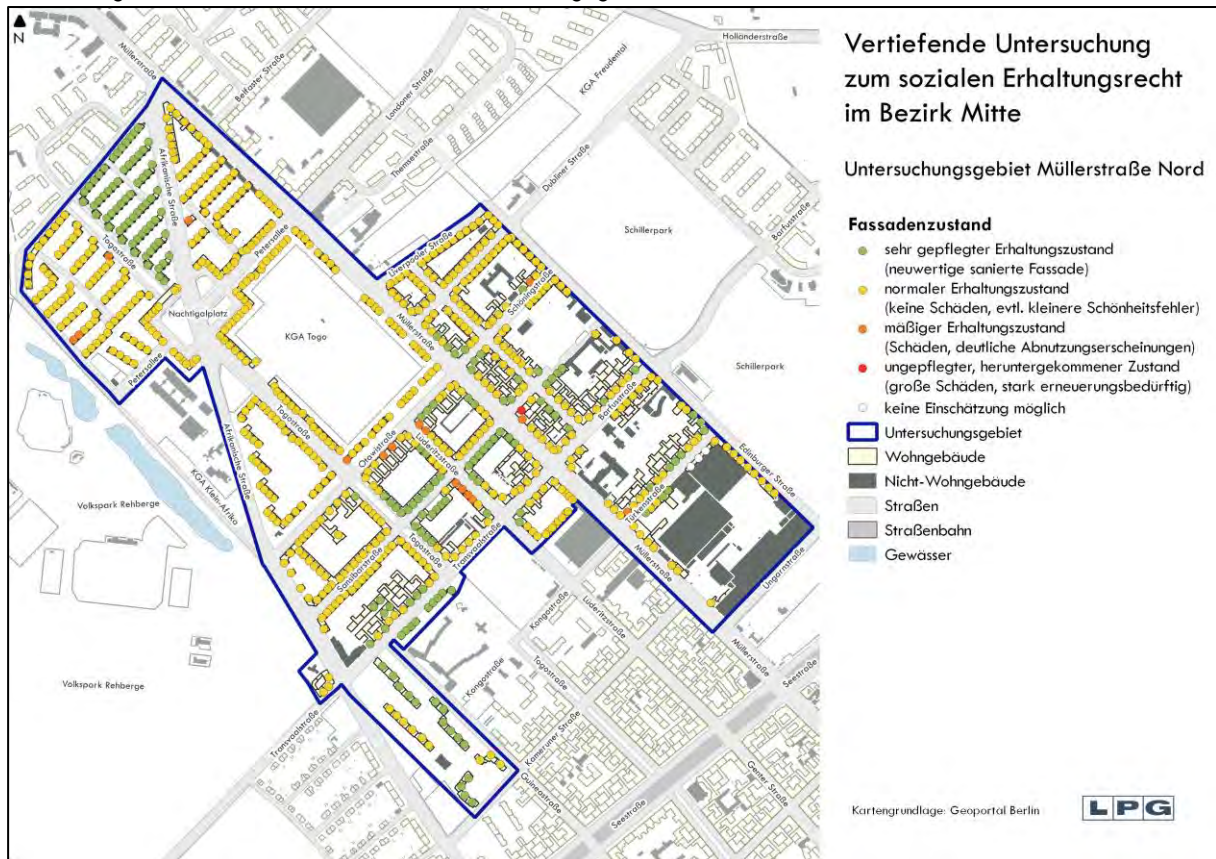 N
Vertiefende Untersuchung
zum sozialen Erhaltungsrecht
im Bezirk Mitte
Untersuchungsgebiet Müllerstraße Nord
Fassadenzustand
sehr gepflegter Erhaltungszustand
(neuwertige sanierte Fassade)
normaler Erhaltungszustand
(keine Schäden, evtl. kleinere Schönheitsfehler)
mäßiger Erhaltungszustand
(Schäden, deutliche Abnutzungserscheinungen)
ungepflegter, heruntergekommener Zustand
(große Schäden, stark erneuerungsbedürftig)
keine Einschätzung möglich
Untersuchungsgebiet
Wohngebäude
Nicht-Wohngebäude
Straßen
Straßenbahn
Gewässer
Kartengrundlage: Geoportal Berlin
LPG
Müllerstraße
Belfaster Straße
Londoner Straße
Themsestraße
KGA Freudental
Holländerstraße
Dubliner Straße
Barfusstraße
Schillerpark
Schillerpark
Afrikanische Straße
Togostraße
Petersallee
Nachtigalplatz
Petersallee
KGA Togo
Liverpooler Straße
Schöningstraße
Müllerstraße
Barfusstraße
Edinburger Straße
Togostraße
Otawistraße
Lüderitzstraße
Türkenstraße
Afrikanische Straße
KGA Klein-Afrika
Volkspark Rehberge
Sansibarstraße
Togostraße
Transvaalstraße
Müllerstraße
Ungarnstraße
Kongostraße
Lüderitzstraße
Müllerstraße
Seestraße
Togostraße
Kongostraße
Kameruner Straße
Guineastraße
Genter Straße
Seestraße
Transvaalstraße
Volkspark Rehberge